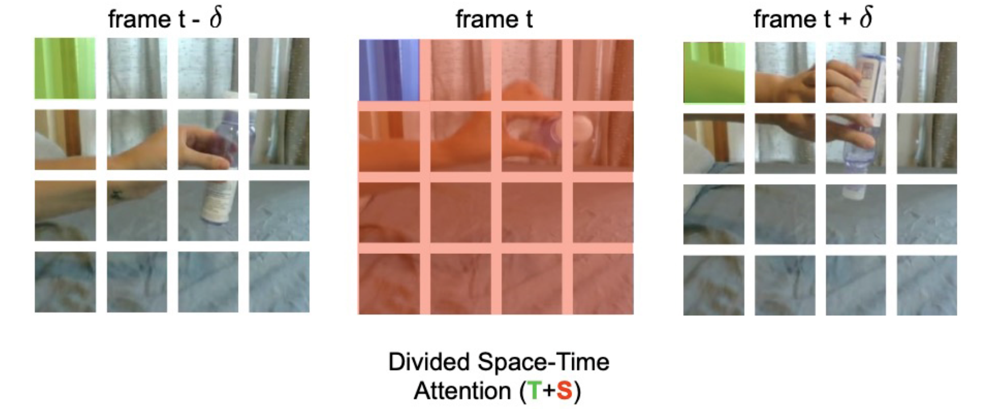 frame t - δ
frame t
frame t + δ
Divided Space-Time
Attention (T+S)